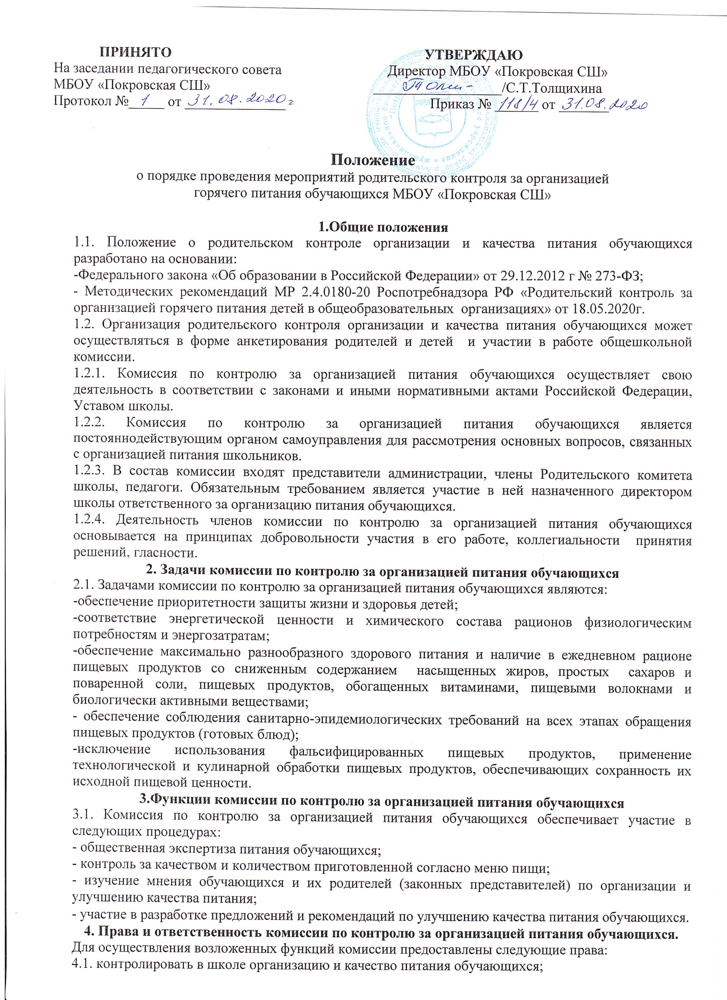 ПРИНЯТО
На заседании педагогического совета
МБОУ «Покровская СШ»
Протокол № 1 от 31.08.2020г
УТВЕРЖДАЮ
Директор МБОУ «Покровская СШ»
/С.Т.Толщихина
Приказ № 118/4 от 31.08.2020
Положение
о порядке проведения мероприятий родительского контроля за организацией
горячего питания обучающихся МБОУ «Покровская СШ»
1.Общие положения
1.1. Положение о родительском контроле организации и качества питания обучающихся
разработано на основании:
-Федерального закона «Об образовании в Российской Федерации» от 29.12.2012 г № 273-ФЗ;
- Методических рекомендаций МР 2.4.0180-20 Роспотребнадзора РФ «Родительский контроль за
организацией горячего питания детей в общеобразовательных организациях» от 18.05.2020г.
1.2. Организация родительского контроля организации и качества питания обучающихся может
осуществляться в форме анкетирования родителей и детей и участии в работе общешкольной
комиссии.
1.2.1. Комиссия по контролю за организацией питания обучающихся осуществляет свою
деятельность в соответствии с законами и иными нормативными актами Российской Федерации,
Уставом школы.
1.2.2. Комиссия по контролю за организацией питания обучающихся является
постояннодействующим органом самоуправления для рассмотрения основных вопросов, связанных
с организацией питания школьников.
1.2.3. В состав комиссии входят представители администрации, члены Родительского комитета
школы, педагоги. Обязательным требованием является участие в ней назначенного директором
школы ответственного за организацию питания обучающихся.
1.2.4. Деятельность членов комиссии по контролю за организацией питания обучающихся
основывается на принципах добровольности участия в его работе, коллегиальности принятия
решений, гласности.
2. Задачи комиссии по контролю за организацией питания обучающихся
2.1. Задачами комиссии по контролю за организацией питания обучающихся являются:
-обеспечение приоритетности защиты жизни и здоровья детей;
-соответствие энергетической ценности и химического состава рационов физиологическим
потребностям и энергозатратам;
-обеспечение максимально разнообразного здорового питания и наличие в ежедневном рационе
пищевых продуктов со сниженным содержанием насыщенных жиров, простых сахаров и
поваренной соли, пищевых продуктов, обогащенных витаминами, пищевыми волокнами и
биологически активными веществами;
- обеспечение соблюдения санитарно-эпидемиологических требований на всех этапах обращения
пищевых продуктов (готовых блюд);
-исключение использования фальсифицированных пищевых продуктов, применение
технологической и кулинарной обработки пищевых продуктов, обеспечивающих сохранность их
исходной пищевой ценности.
3.Функции комиссии по контролю за организацией питания обучающихся
3.1. Комиссия по контролю за организацией питания обучающихся обеспечивает участие в
следующих процедурах:
- общественная экспертиза питания обучающихся;
- контроль за качеством и количеством приготовленной согласно меню пищи;
- изучение мнения обучающихся и их родителей (законных представителей) по организации и
улучшению качества питания;
- участие в разработке предложений и рекомендаций по улучшению качества питания обучающихся.
4. Права и ответственность комиссии по контролю за организацией питания обучающихся.
Для осуществления возложенных функций комиссии предоставлены следующие права:
4.1. контролировать в школе организацию и качество питания обучающихся;